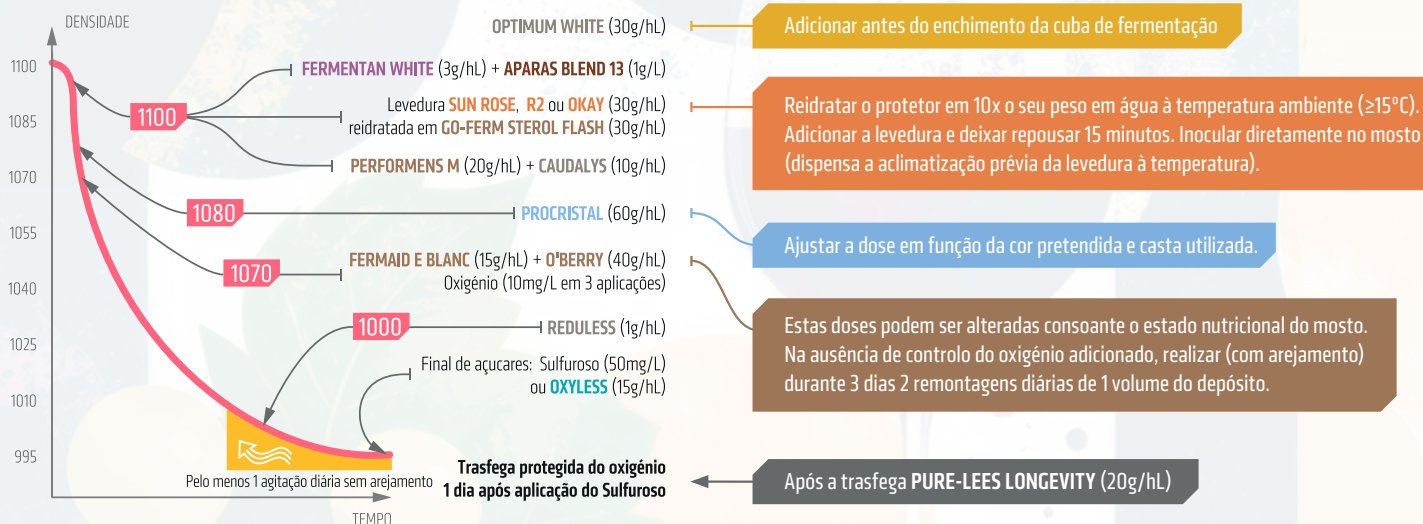 DENSIDADE
1100
1085
1070
1055
1040
1025
1010
995
TEMPO
OPTIMUM WHITE (30g/hL)
Adicionar antes do enchimento da cuba de fermentação
1100
FERMENTAN WHITE (3g/hL) + APARAS BLEND 13 (1g/L)
Levedura SUN ROSE, R2 ou OKAY (30g/hL)
reidratada em GO-FERM STEROL FLASH (30g/hL)
PERFORMENS M (20g/hL) + CAUDALYS (10g/hL)
Reidratar o protetor em 10x o seu peso em água à temperatura ambiente (≥15°C).
Adicionar a levedura e deixar repousar 15 minutos. Inocular diretamente no mosto
(dispensa a aclimatização prévia da levedura à temperatura).
1080
PROCRISTAL (60g/hL)
Ajustar a dose em função da cor pretendida e casta utilizada.
1070
FERMAID E BLANC (15g/hL) + O'BERRY (40g/hL)
Oxigénio (10mg/L em 3 aplicações)
Estas doses podem ser alteradas consoante o estado nutricional do mosto.
Na ausência de controlo do oxigénio adicionado, realizar (com arejamento)
durante 3 dias 2 remontagens diárias de 1 volume do depósito.
1000
REDULESS (1g/hL)
Final de açucares: Sulfuroso (50mg/L)
ou OXYLESS (15g/hL)
Pelo menos 1 agitação diária sem arejamento
Trasfega protegida do oxigénio
1 dia após aplicação do Sulfuroso
Após a trasfega PURE-LEES LONGEVITY (20g/hL)